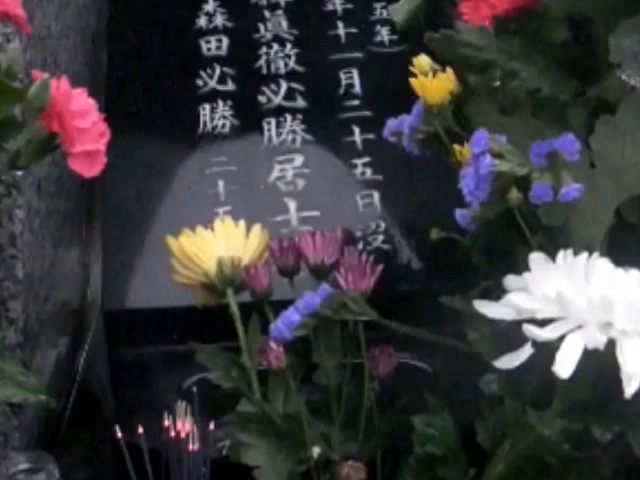 五年）
年十一月二十五日没
眞徹必勝居士
森田必勝 二十五